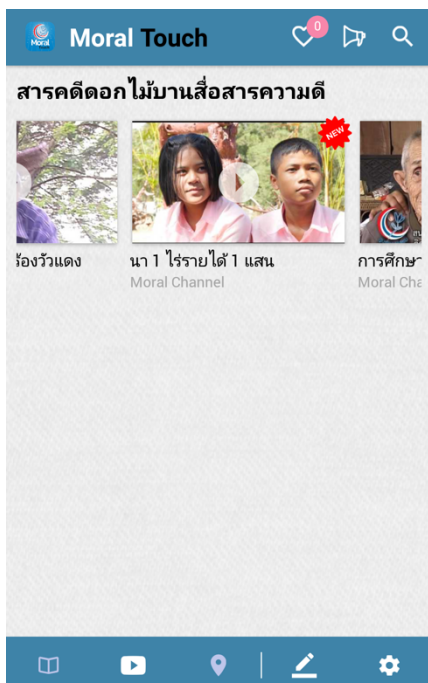 Moral Touch
0
สารคดีดอกไม้บานสื่อสารความดี
NEW
ร้องวัวแดง
นา 1 ไร่รายได้ 1 แสน
การศึกษา
Moral Channel
Moral Cha